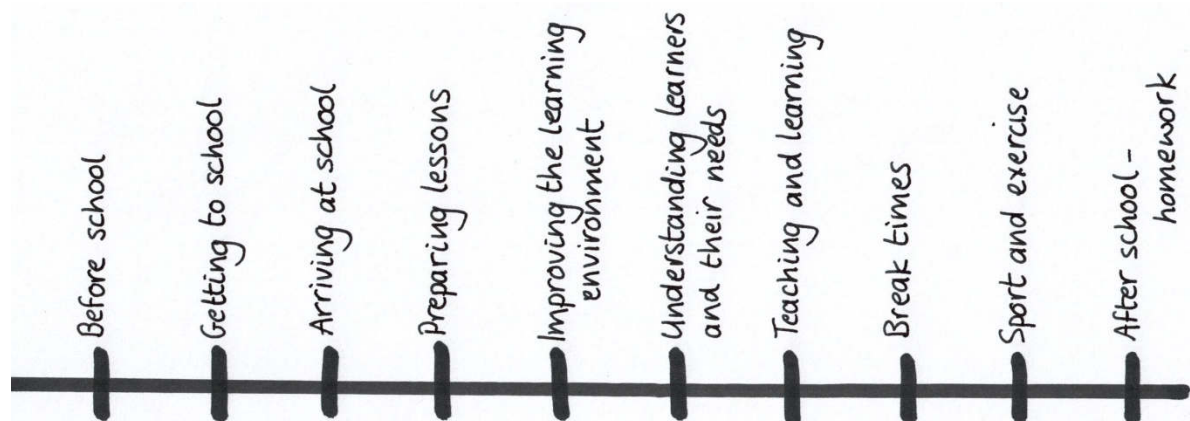 Before school
Getting to school
Arriving at school
Preparing lessons
Improving the learning
environment
Understanding learners
and their needs
Teaching and learning
Break times
Sport and exercise
After school -
homework